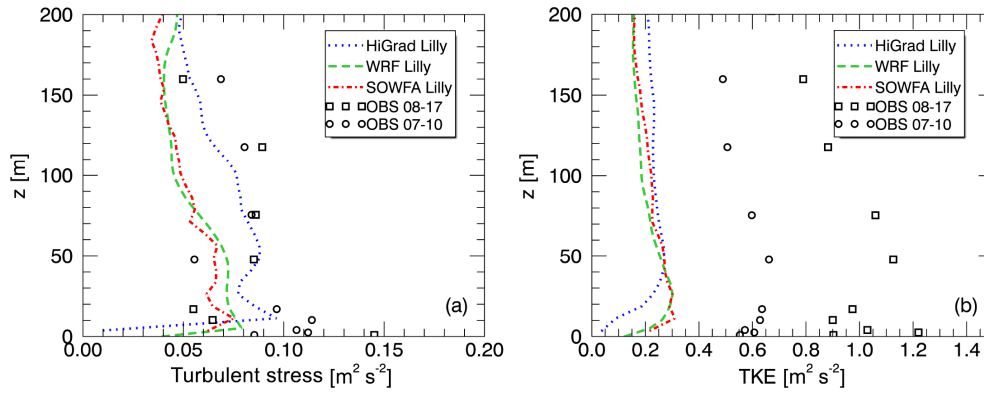 200
150
100
50
0
z [m]
HiGrad Lilly
WRF Lilly
SOWFA Lilly
OBS 08-17
OBS 07-10
(a)
0.00 0.05 0.10 0.15 0.20
Turbulent stress [m² s⁻²]
200
150
100
50
0
z [m]
HiGrad Lilly
WRF Lilly
SOWFA Lilly
OBS 08-17
OBS 07-10
(b)
0.0 0.2 0.4 0.6 0.8 1.0 1.2 1.4
TKE [m² s⁻²]